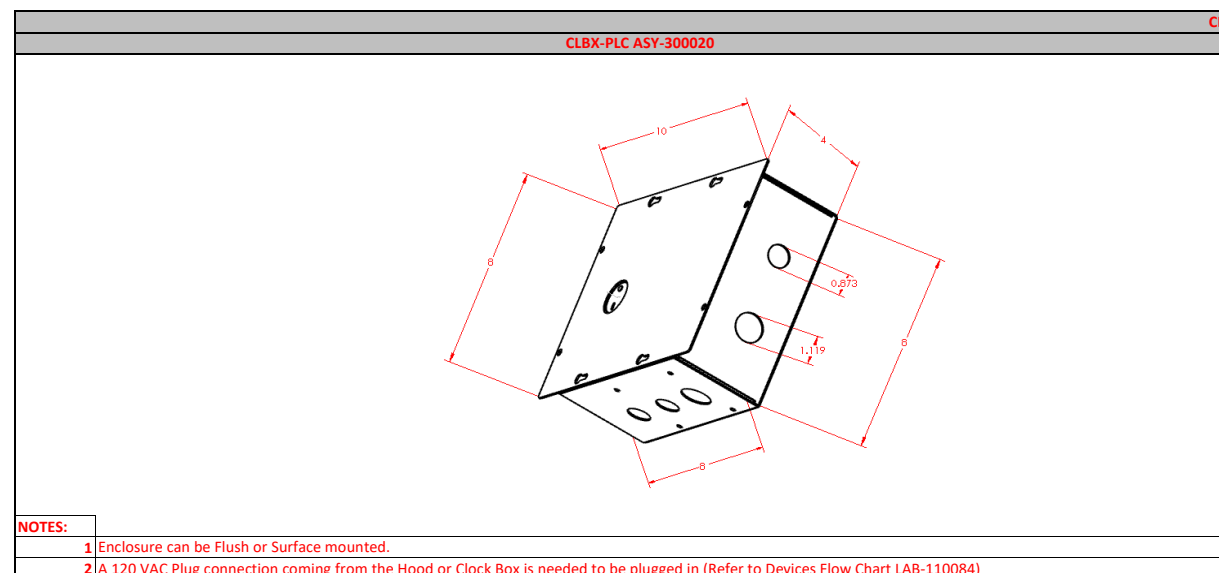 CLBX-PLC ASY-300020
10
4
8
0.873
1.119
8
8
NOTES:
1 Enclosure can be Flush or Surface mounted.
2 A 120 VAC Plug connection coming from the Hood or Clock Box is needed to be plugged in (Refer to Devices Flow Chart LAB-110084)